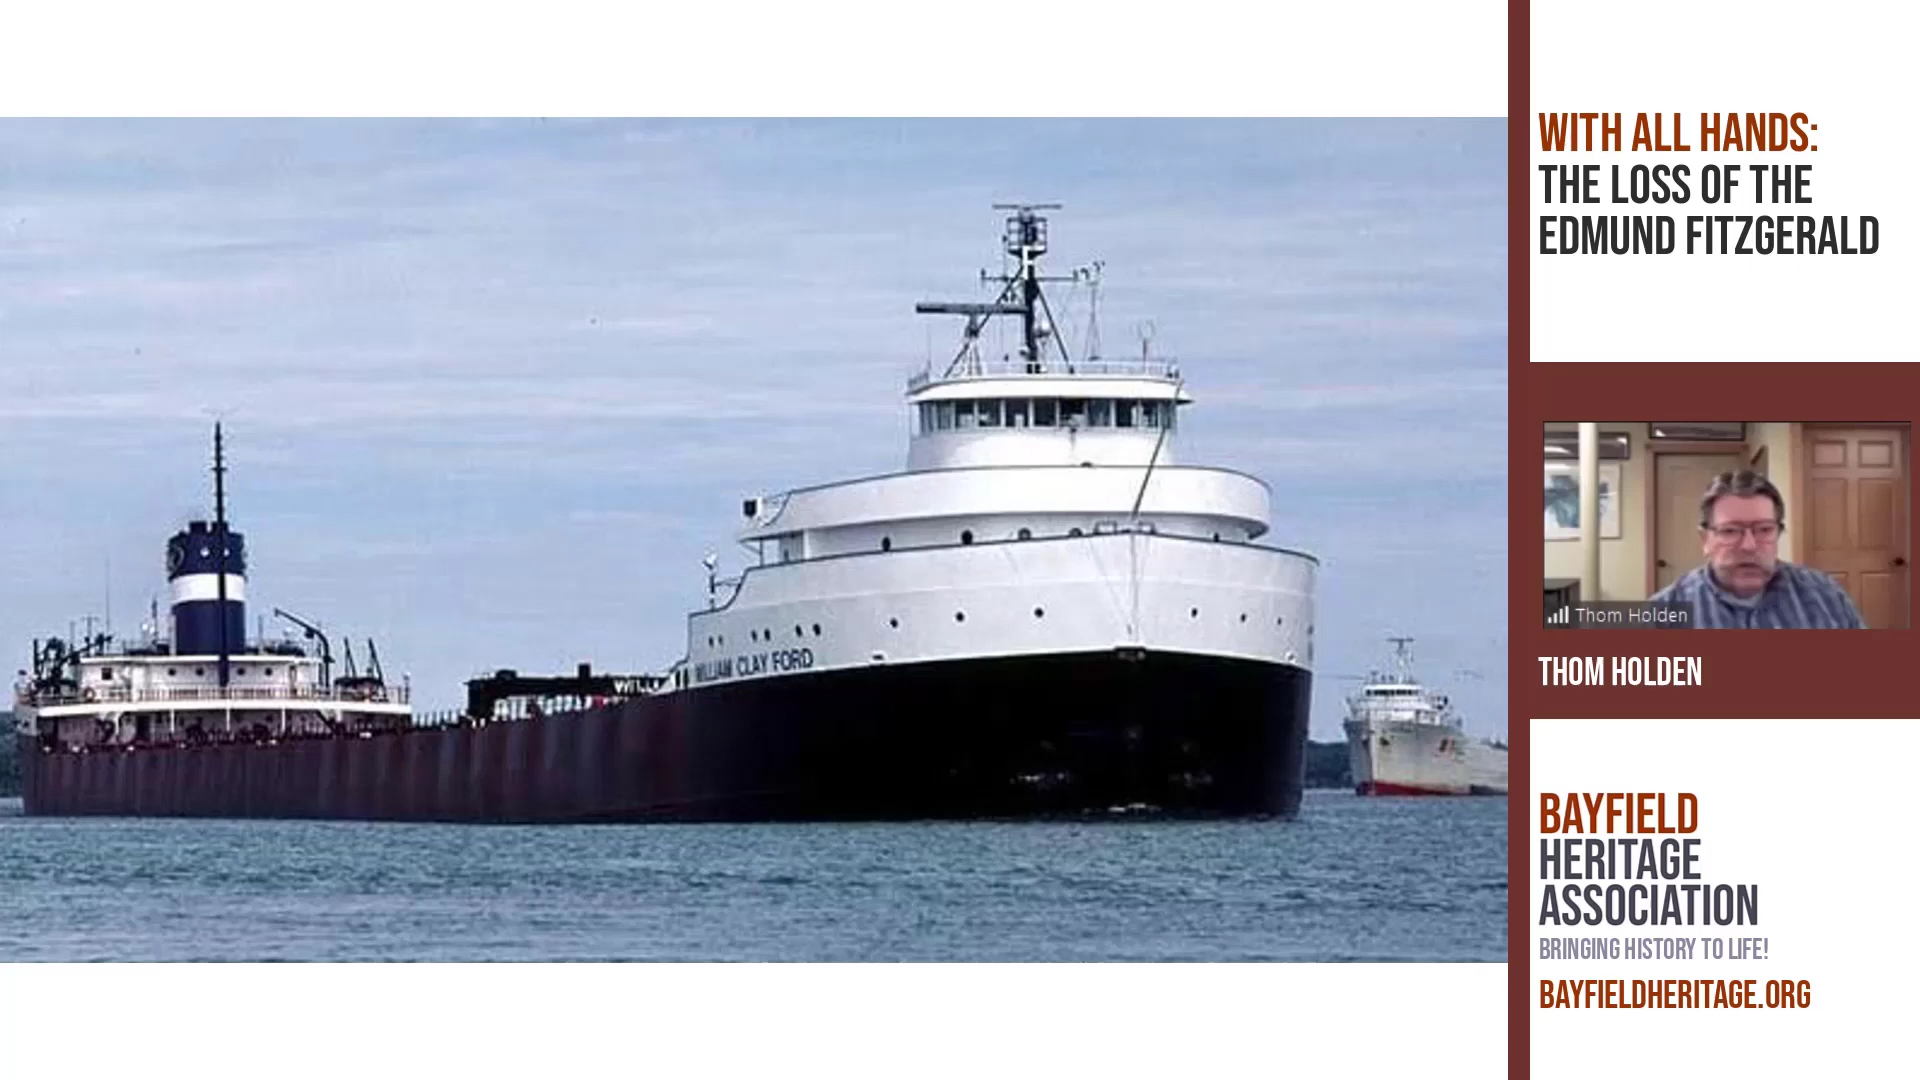 WITH ALL HANDS:
THE LOSS OF THE
EDMUND FITZGERALD
F
WILLIAM CLAY FORD
Thom Holden
THOM HOLDEN
BAYFIELD
HERITAGE
ASSOCIATION
BRINGING HISTORY TO LIFE!
BAYFIELDHERITAGE.ORG